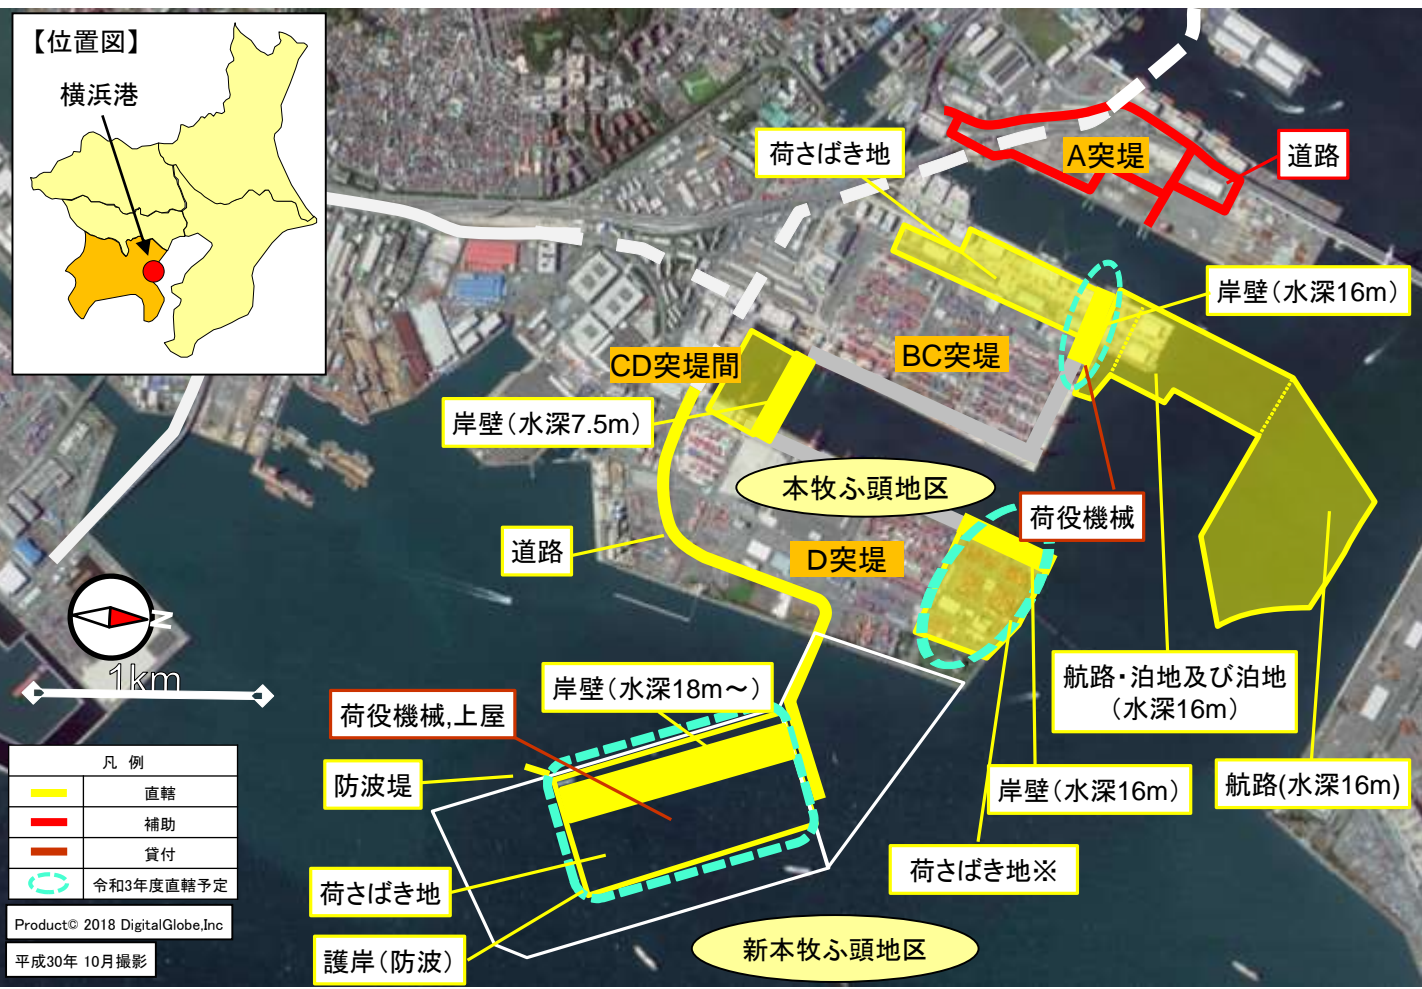 【位置図】
横浜港
荷さばき地
A突堤
道路
岸壁（水深16m）
BC突堤
CD突堤間
岸壁（水深7.5m）
本牧ふ頭地区
荷役機械
道路
D突堤
N
1km
岸壁（水深18m～）
荷役機械,上屋
防波堤
荷さばき地
護岸（防波）
航路・泊地及び泊地
（水深16m）
岸壁（水深16m）
航路(水深16m)
荷さばき地※
新本牧ふ頭地区
凡 例
直轄
補助
貸付
令和3年度直轄予定
Product© 2018 DigitalGlobe,Inc
平成30年 10月撮影